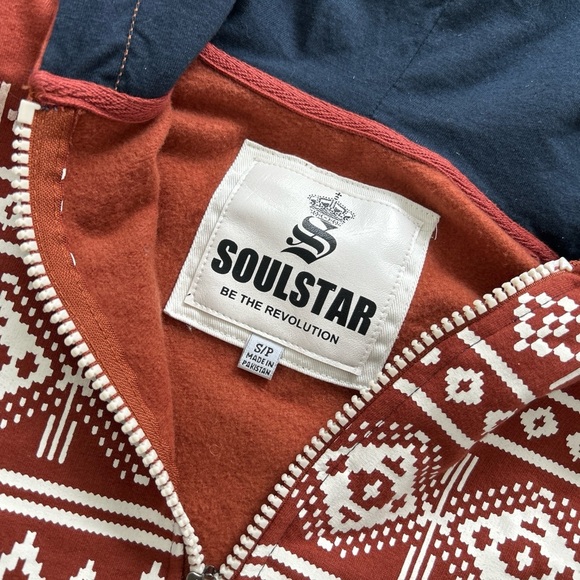 S
SOULSTAR
BE THE REVOLUTION
S/P
MADE IN
PAKISTAN